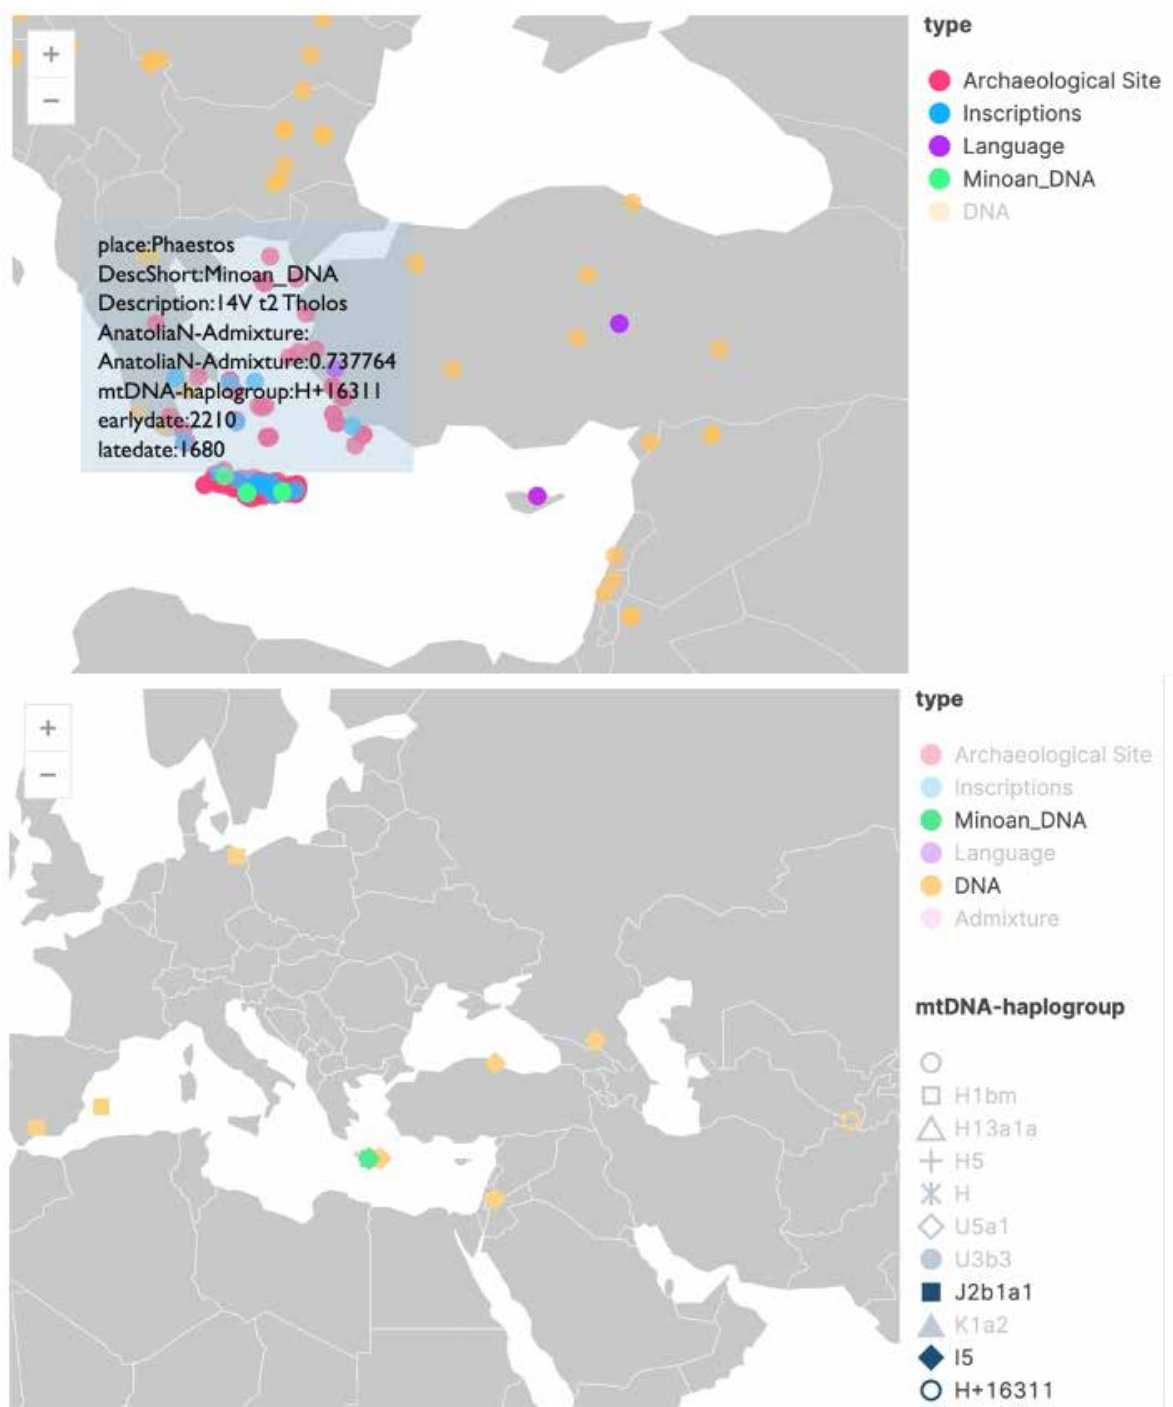 +
−
type
Archaeological Site
Inscriptions
Language
Minoan_DNA
DNA
place:Phaestos
DescShort:Minoan_DNA
Description:14V t2 Tholos
AnatoliaN-Admixture:
AnatoliaN-Admixture:0.737764
mtDNA-haplogroup:H+16311
earlydate:2210
latedate:1680
+
−
type
Archaeological Site
Inscriptions
Minoan_DNA
Language
DNA
Admixture
mtDNA-haplogroup
H1bm
H13a1a
H5
H
U5a1
U3b3
J2b1a1
K1a2
I5
H+16311